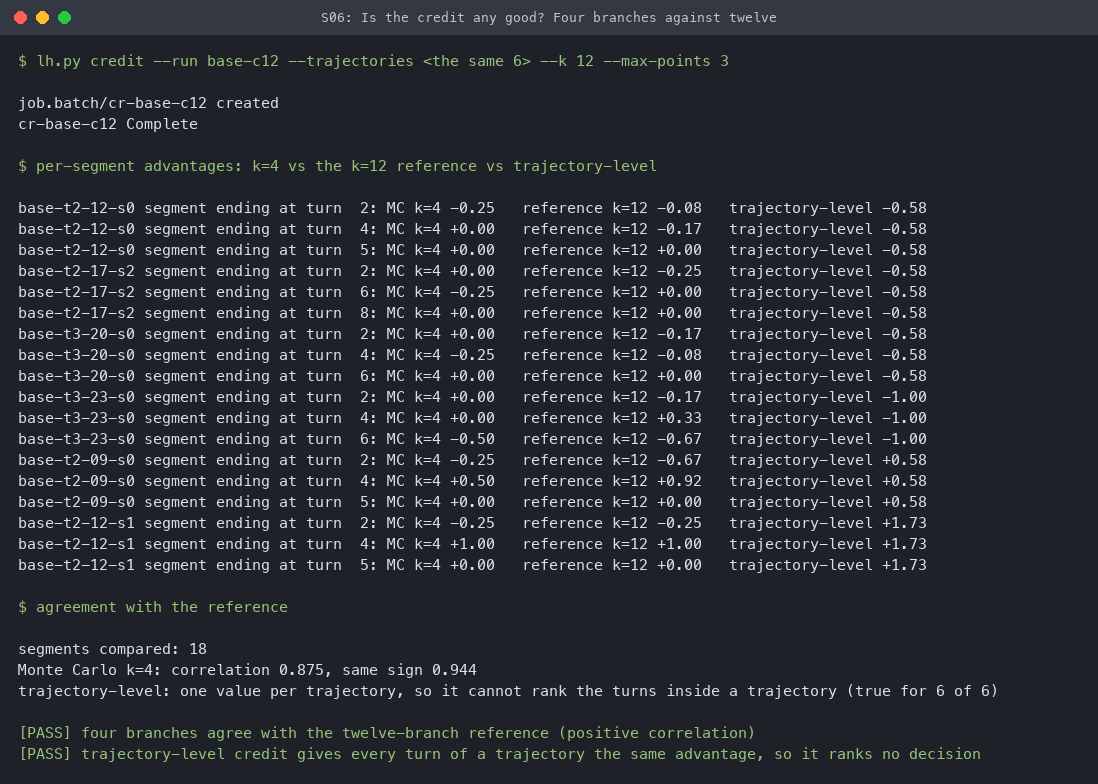 S06: Is the credit any good? Four branches against twelve
$ lh.py credit --run base-c12 --trajectories <the same 6> --k 12 --max-points 3
job.batch/cr-base-c12 created
cr-base-c12 Complete
$ per-segment advantages: k=4 vs the k=12 reference vs trajectory-level
base-t2-12-s0 segment ending at turn  2: MC k=4 -0.25   reference k=12 -0.08   trajectory-level -0.58
base-t2-12-s0 segment ending at turn  4: MC k=4 +0.00   reference k=12 -0.17   trajectory-level -0.58
base-t2-12-s0 segment ending at turn  5: MC k=4 +0.00   reference k=12 +0.00   trajectory-level -0.58
base-t2-17-s2 segment ending at turn  2: MC k=4 +0.00   reference k=12 -0.25   trajectory-level -0.58
base-t2-17-s2 segment ending at turn  6: MC k=4 -0.25   reference k=12 +0.00   trajectory-level -0.58
base-t2-17-s2 segment ending at turn  8: MC k=4 +0.00   reference k=12 +0.00   trajectory-level -0.58
base-t3-20-s0 segment ending at turn  2: MC k=4 +0.00   reference k=12 -0.17   trajectory-level -0.58
base-t3-20-s0 segment ending at turn  4: MC k=4 -0.25   reference k=12 -0.08   trajectory-level -0.58
base-t3-20-s0 segment ending at turn  6: MC k=4 +0.00   reference k=12 +0.00   trajectory-level -0.58
base-t3-23-s0 segment ending at turn  2: MC k=4 +0.00   reference k=12 -0.17   trajectory-level -1.00
base-t3-23-s0 segment ending at turn  4: MC k=4 +0.00   reference k=12 +0.33   trajectory-level -1.00
base-t3-23-s0 segment ending at turn  6: MC k=4 -0.50   reference k=12 -0.67   trajectory-level -1.00
base-t2-09-s0 segment ending at turn  2: MC k=4 -0.25   reference k=12 -0.67   trajectory-level +0.58
base-t2-09-s0 segment ending at turn  4: MC k=4 +0.50   reference k=12 +0.92   trajectory-level +0.58
base-t2-09-s0 segment ending at turn  5: MC k=4 +0.00   reference k=12 +0.00   trajectory-level +0.58
base-t2-12-s1 segment ending at turn  2: MC k=4 -0.25   reference k=12 -0.25   trajectory-level +1.73
base-t2-12-s1 segment ending at turn  4: MC k=4 +1.00   reference k=12 +1.00   trajectory-level +1.73
base-t2-12-s1 segment ending at turn  5: MC k=4 +0.00   reference k=12 +0.00   trajectory-level +1.73
$ agreement with the reference
segments compared: 18
Monte Carlo k=4: correlation 0.875, same sign 0.944
trajectory-level: one value per trajectory, so it cannot rank the turns inside a trajectory (true for 6 of 6)
[PASS] four branches agree with the twelve-branch reference (positive correlation)
[PASS] trajectory-level credit gives every turn of a trajectory the same advantage, so it ranks no decision